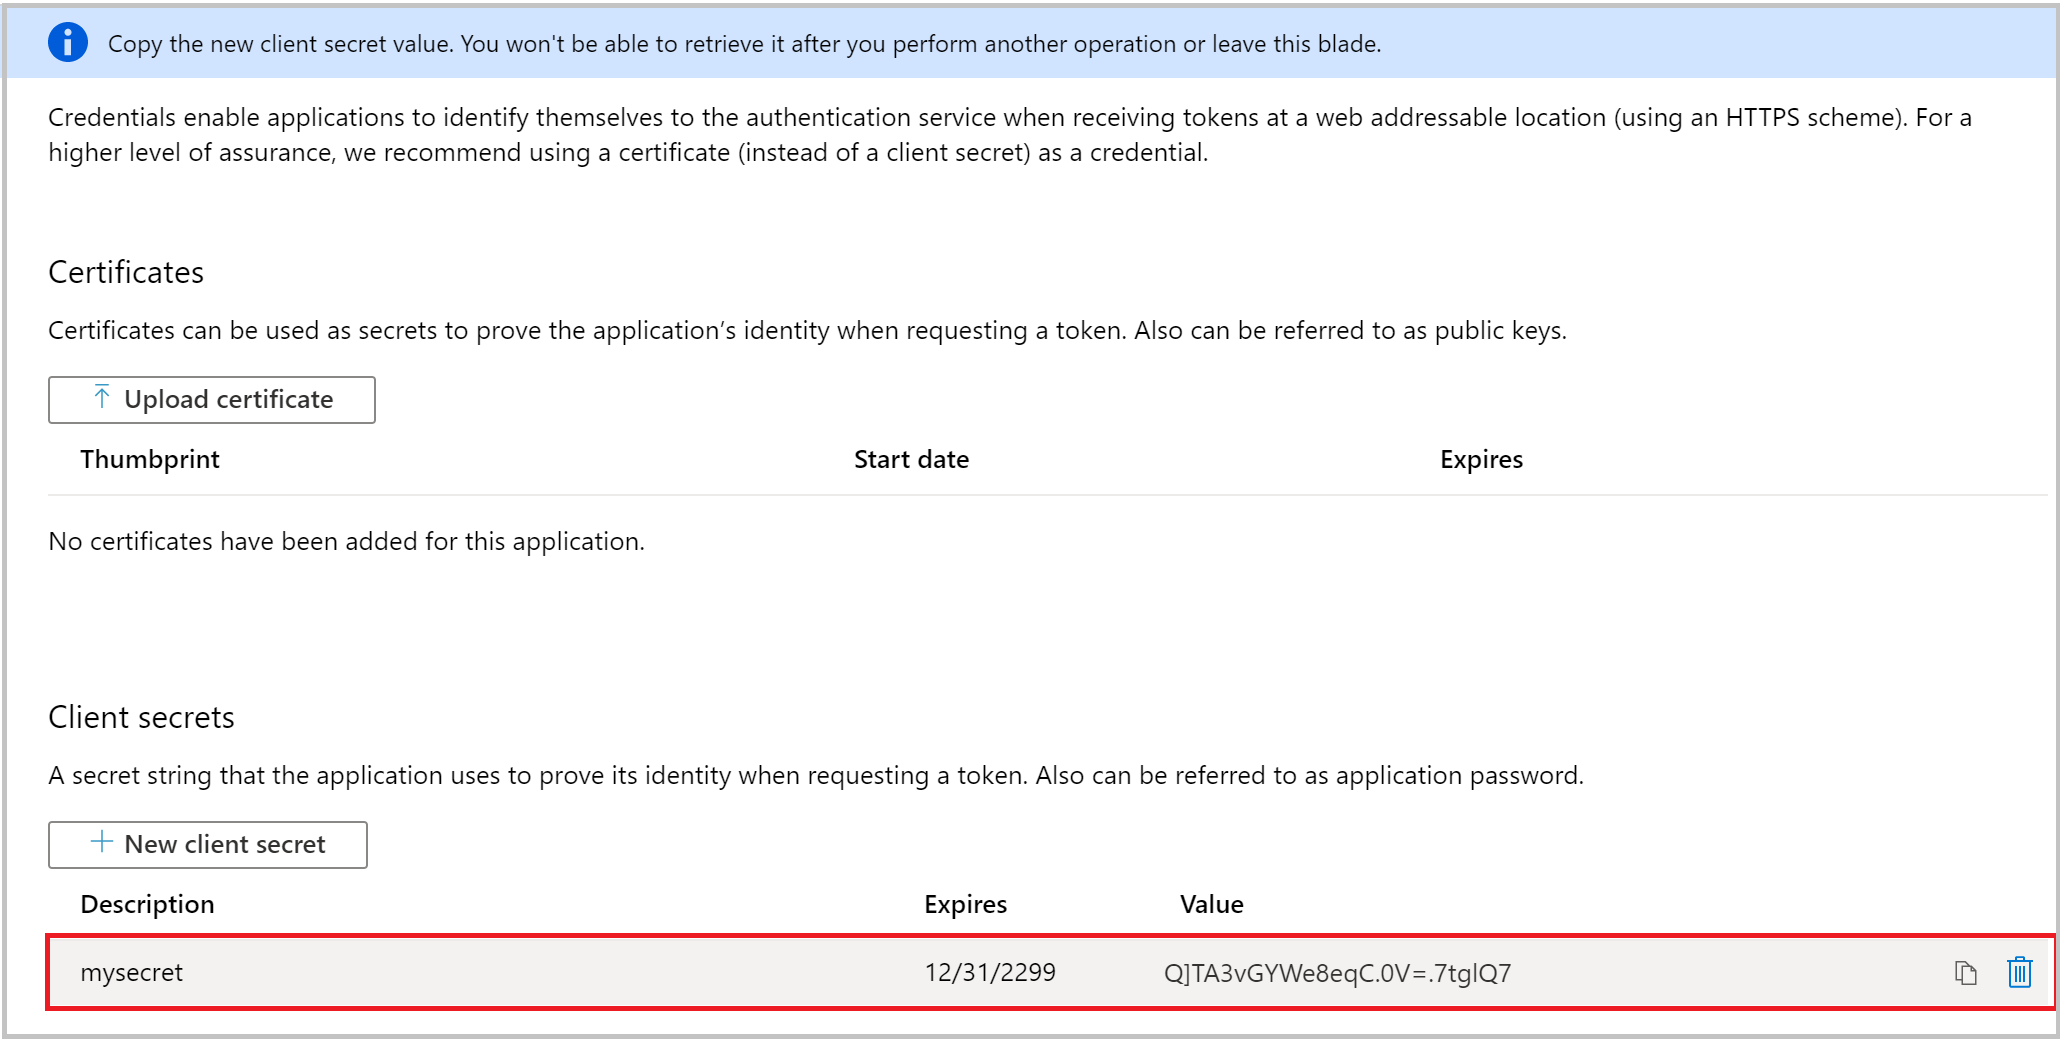 Copy the new client secret value. You won't be able to retrieve it after you perform another operation or leave this blade.
Credentials enable applications to identify themselves to the authentication service when receiving tokens at a web addressable location (using an HTTPS scheme). For a
higher level of assurance, we recommend using a certificate (instead of a client secret) as a credential.
Certificates
Certificates can be used as secrets to prove the application’s identity when requesting a token. Also can be referred to as public keys.
Upload certificate
Thumbprint Start date Expires
No certificates have been added for this application.
Client secrets
A secret string that the application uses to prove its identity when requesting a token. Also can be referred to as application password.
New client secret
Description Expires Value
mysecret 12/31/2299 Q]TA3vGYWe8eqC.0V=.7tglQ7